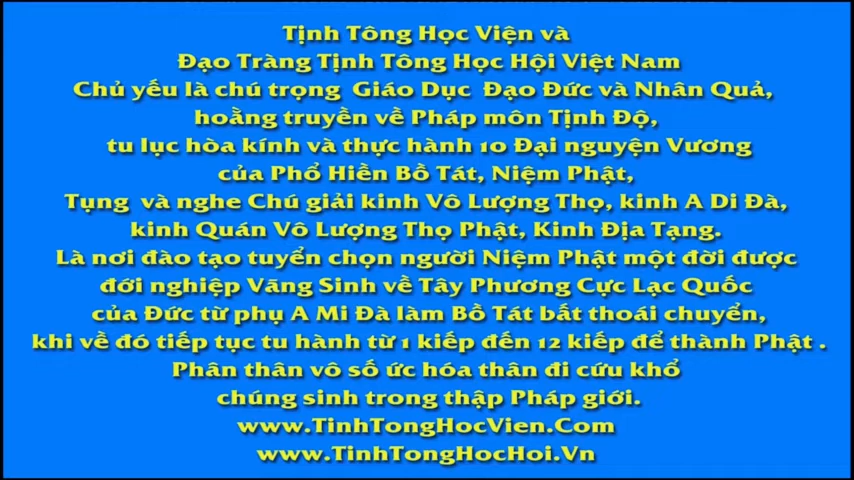 Tịnh Tông Học Viện và
Đạo Tràng Tịnh Tông Học Hội Việt Nam
Chủ yếu là chú trọng Giáo Dục Đạo Đức và Nhân Quả,
hoằng truyền về Pháp môn Tịnh Độ,
tu lục hòa kính và thực hành 10 Đại nguyện Vương
của Phổ Hiền Bồ Tát, Niệm Phật,
Tụng và nghe Chú giải kinh Vô Lượng Thọ, kinh A Di Đà,
kinh Quán Vô Lượng Thọ Phật, Kinh Địa Tạng.
Là nơi đào tạo tuyển chọn người Niệm Phật một đời được
đới nghiệp Vãng Sinh về Tây Phương Cực Lạc Quốc
của Đức từ phụ A Mi Đà làm Bồ Tát bất thoái chuyển,
khi về đó tiếp tục tu hành từ 1 kiếp đến 12 kiếp để thành Phật .
Phân thân vô số ức hóa thân đi cứu khổ
chúng sinh trong thập Pháp giới.
www.TinhTongHocVien.Com
www.TinhTongHocHoi.Vn